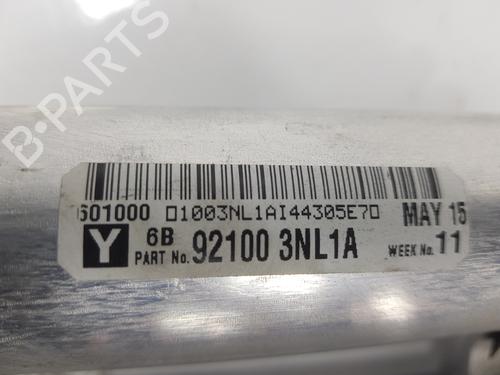 B-PARTS
601000 01003NL1AI44305E70 MAY 15
Y 6B PART No. 92100 3NL1A WEEK No. 11